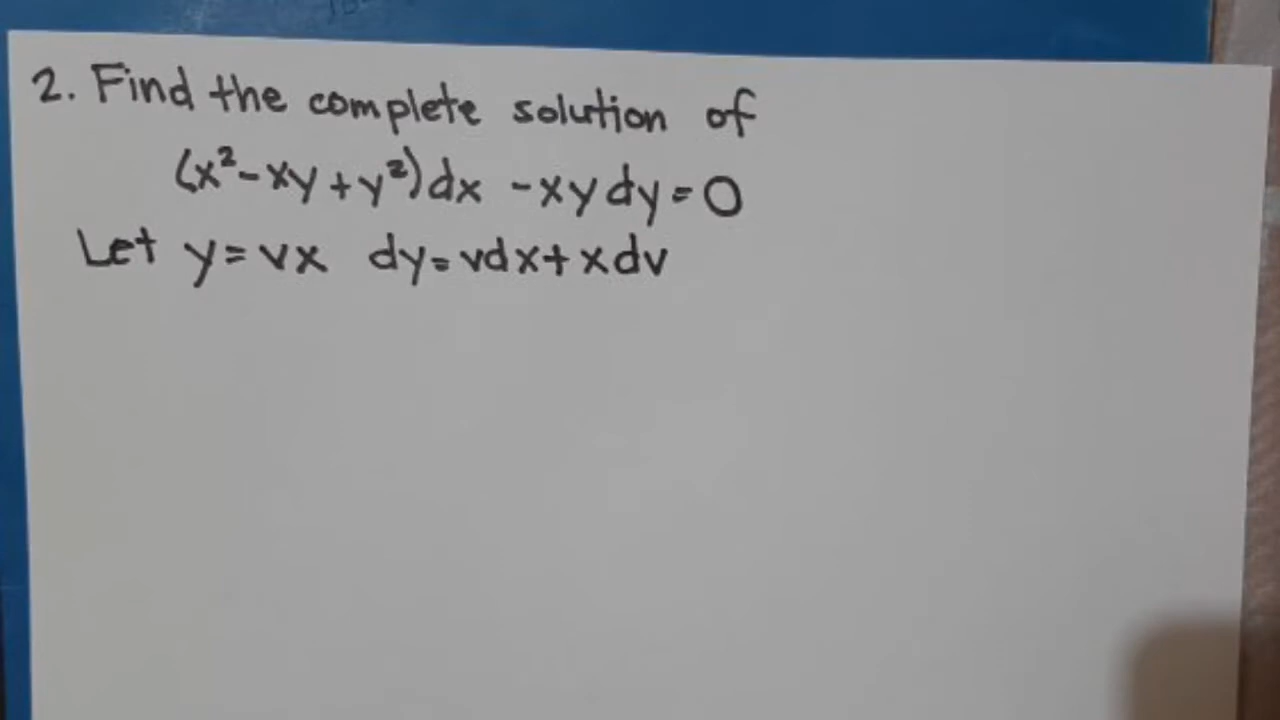 2. Find the complete solution of
(x²-xy+y²)dx -xydy=0
Let y=vx dy=vdx+xdv